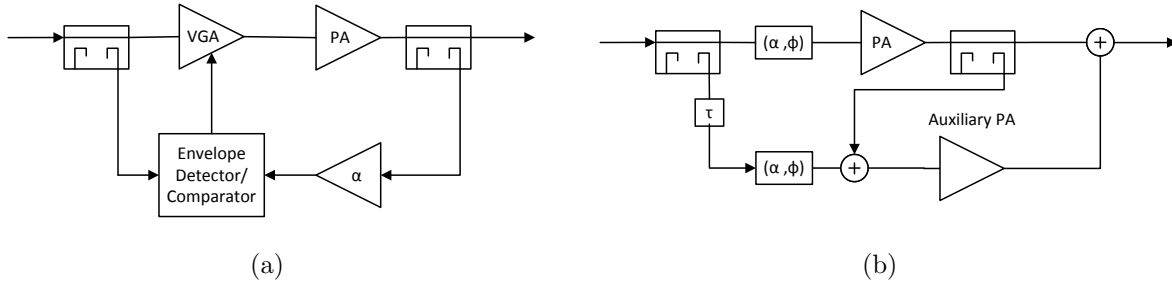 VGA
PA
Envelope
Detector/
Comparator
α
(a)
(α ,ϕ)
PA
τ
Auxiliary PA
(α ,ϕ)
+
+
(b)